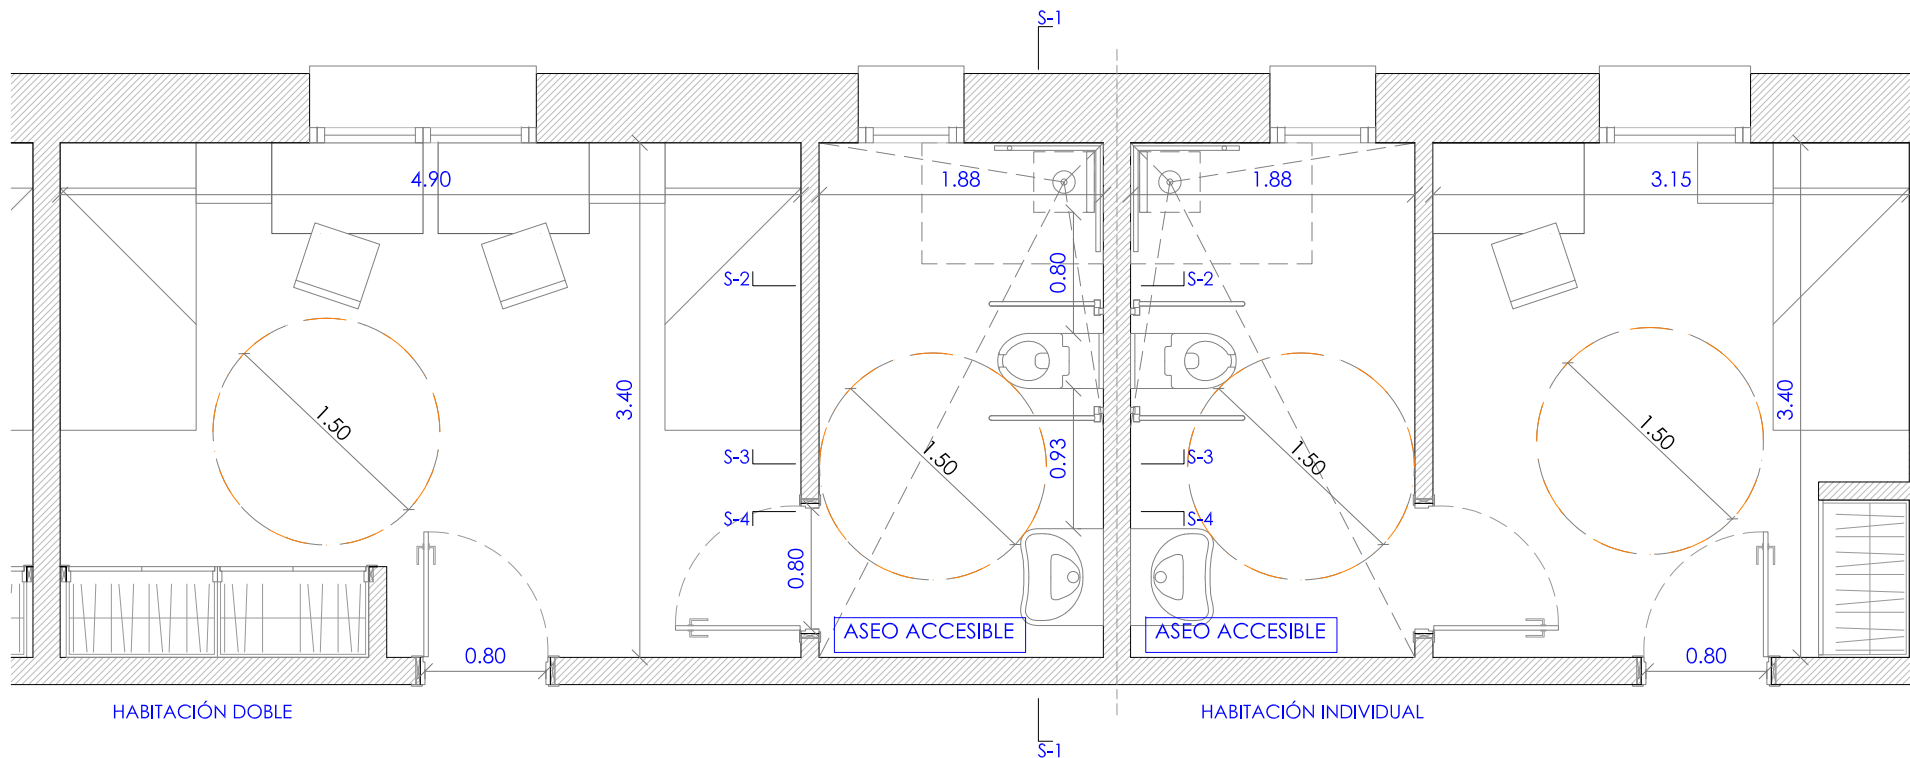 S-1
4.90
1.88
1.88
3.15
S-2
0.80
S-2
3.40
3.40
1.50
1.50
1.50
1.50
S-3
0.93
S-3
S-4
S-4
0.80
ASEO ACCESIBLE
ASEO ACCESIBLE
0.80
0.80
HABITACIÓN DOBLE
HABITACIÓN INDIVIDUAL
S-1